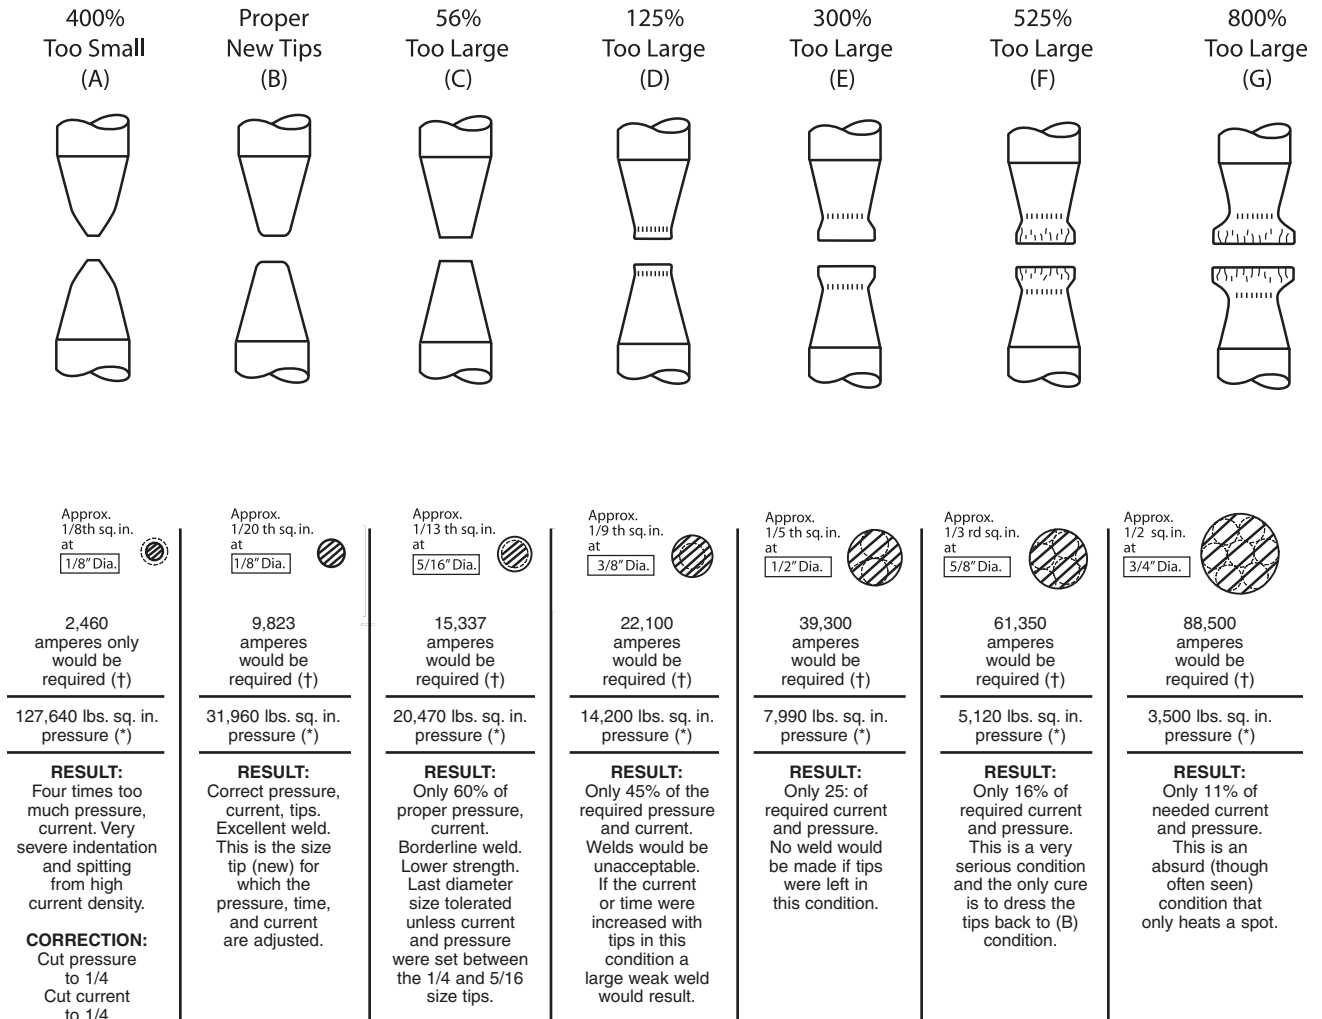 400%
Too Small
(A)
Proper
New Tips
(B)
56%
Too Large
(C)
125%
Too Large
(D)
300%
Too Large
(E)
525%
Too Large
(F)
800%
Too Large
(G)
Approx.
1/8th sq. in.
at
1/8" Dia.
Approx.
1/20 th sq. in.
at
1/8" Dia.
Approx.
1/13 th sq. in.
at
5/16" Dia.
Approx.
1/9 th sq. in.
at
3/8" Dia.
Approx.
1/5 th sq. in.
at
1/2" Dia.
Approx.
1/3 rd sq. in.
at
5/8" Dia.
Approx.
1/2 sq. in.
at
3/4" Dia.
2,460
amperes only
would be
required (†)
127,640 lbs. sq. in.
pressure (*)
RESULT:
Four times too
much pressure,
current. Very
severe indentation
and spitting
from high
current density.
CORRECTION:
Cut pressure
to 1/4
Cut current
to 1/4
9,823
amperes
would be
required (†)
31,960 lbs. sq. in.
pressure (*)
RESULT:
Correct pressure,
current, tips.
Excellent weld.
This is the size
tip (new) for
which the
pressure, time,
and current
are adjusted.
15,337
amperes
would be
required (†)
20,470 lbs. sq. in.
pressure (*)
RESULT:
Only 60% of
proper pressure,
current.
Borderline weld.
Lower strength.
Last diameter
size tolerated
unless current
and pressure
were set between
the 1/4 and 5/16
size tips.
22,100
amperes
would be
required (†)
14,200 lbs. sq. in.
pressure (*)
RESULT:
Only 45% of the
required pressure
and current.
Welds would be
unacceptable.
If the current
or time were
increased with
tips in this
condition a
large weak weld
would result.
39,300
amperes
would be
required (†)
7,990 lbs. sq. in.
pressure (*)
RESULT:
Only 25: of
required current
and pressure.
No weld would
be made if tips
were left in
this condition.
61,350
amperes
would be
required (†)
5,120 lbs. sq. in.
pressure (*)
RESULT:
Only 16% of
required current
and pressure.
This is a very
serious condition
and the only cure
is to dress the
tips back to (B)
condition.
88,500
amperes
would be
required (†)
3,500 lbs. sq. in.
pressure (*)
RESULT:
Only 11% of
needed current
and pressure.
This is an
absurd (though
often seen)
condition that
only heats a spot.